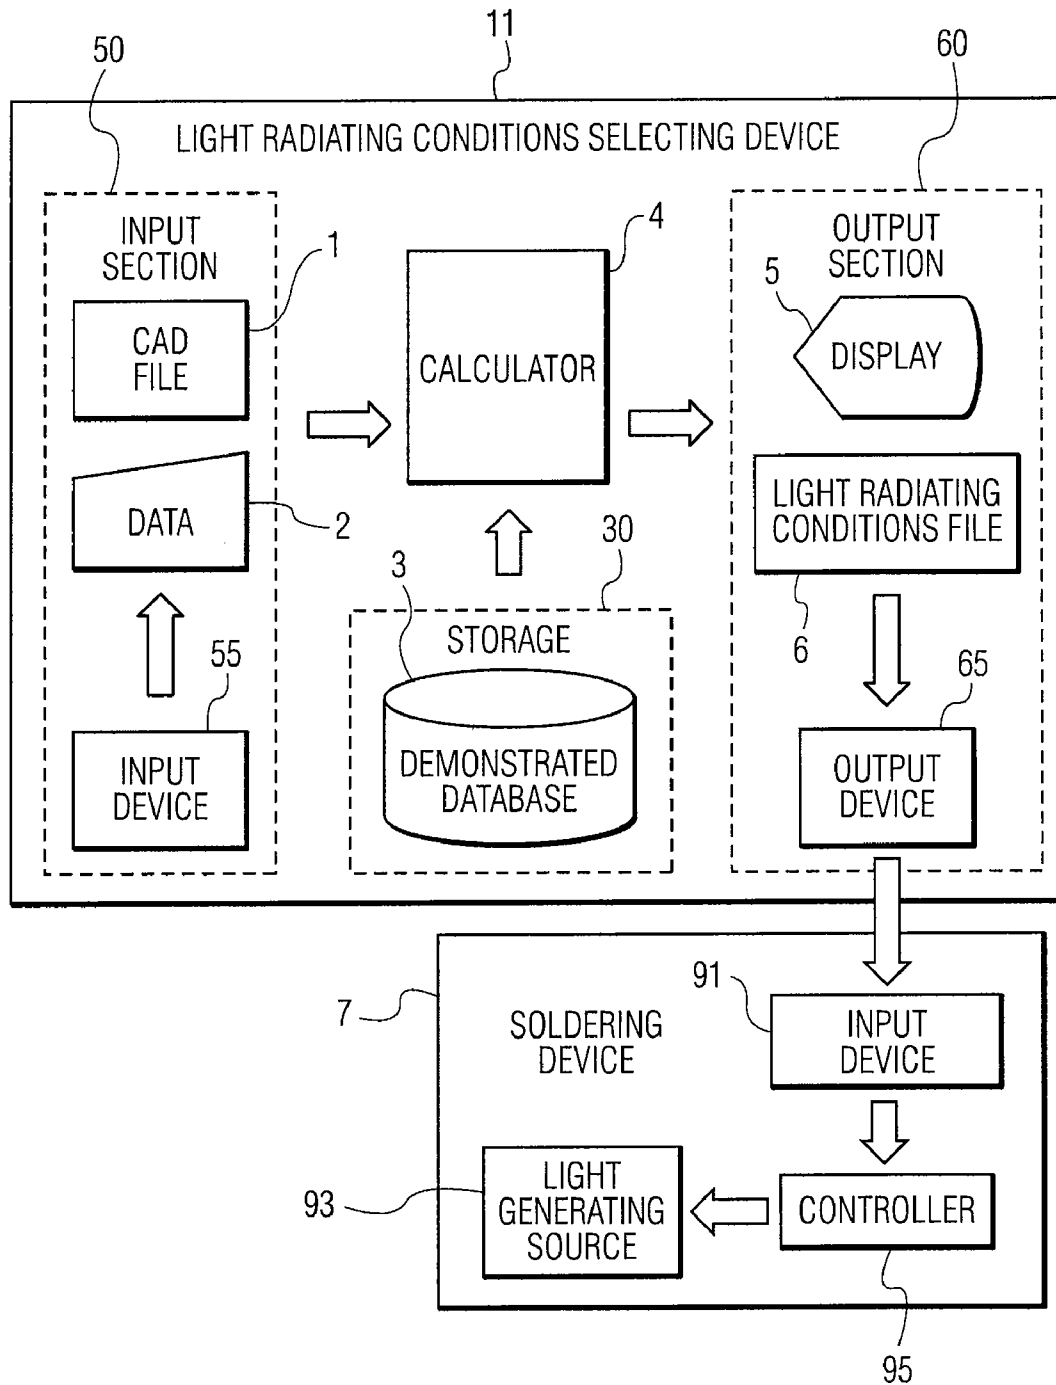 11
50
60
LIGHT RADIATING CONDITIONS SELECTING DEVICE
INPUT
SECTION
1
CAD
FILE
DATA
2
55
INPUT
DEVICE
4
CALCULATOR
30
3
STORAGE
DEMONSTRATED
DATABASE
OUTPUT
SECTION
5
DISPLAY
LIGHT RADIATING
CONDITIONS FILE
6
65
OUTPUT
DEVICE
7
SOLDERING
DEVICE
91
INPUT
DEVICE
93
LIGHT
GENERATING
SOURCE
CONTROLLER
95